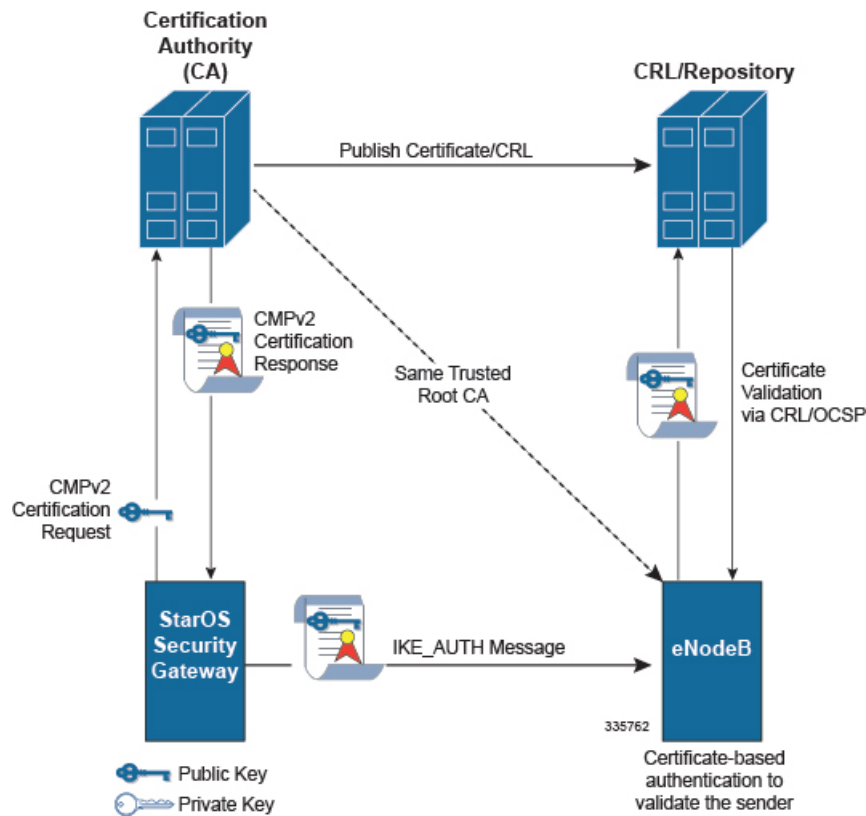 Certification
Authority
(CA)
CRL/Repository
Publish Certificate/CRL
CMPv2
Certification
Response
Same Trusted
Root CA
Certificate
Validation
via CRL/OCSP
CMPv2
Certification
Request
StarOS
Security
Gateway
IKE_AUTH Message
eNodeB
335762
Certificate-based
authentication to
validate the sender
Public Key
Private Key